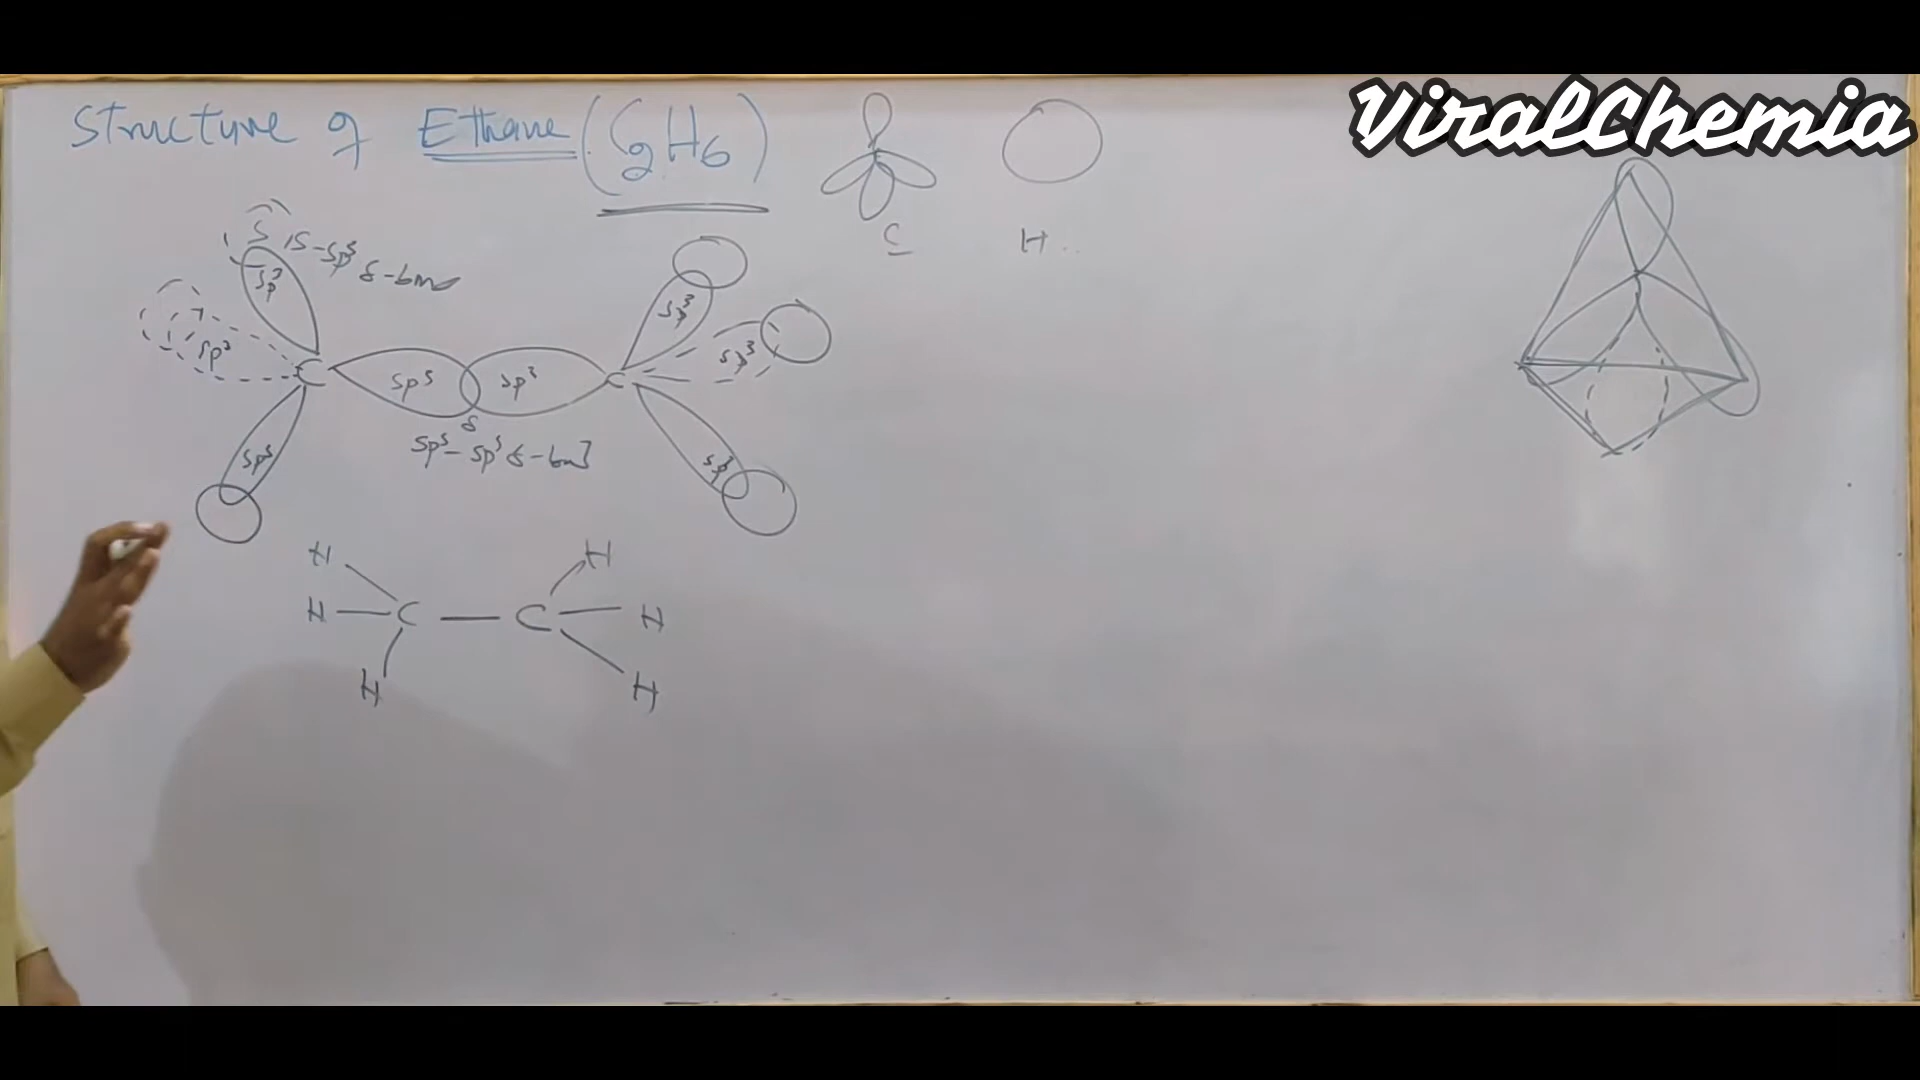 Structure of Ethane (C2H6)
ViralChemia
C
H
S
1S-Sp3 δ-bond
Sp3
Sp3
Sp3
Sp3
Sp3
Sp3
Sp3
Sp3
C
C
δ
Sp3-Sp3 δ-bond
H
H
H
C
C
H
H
H